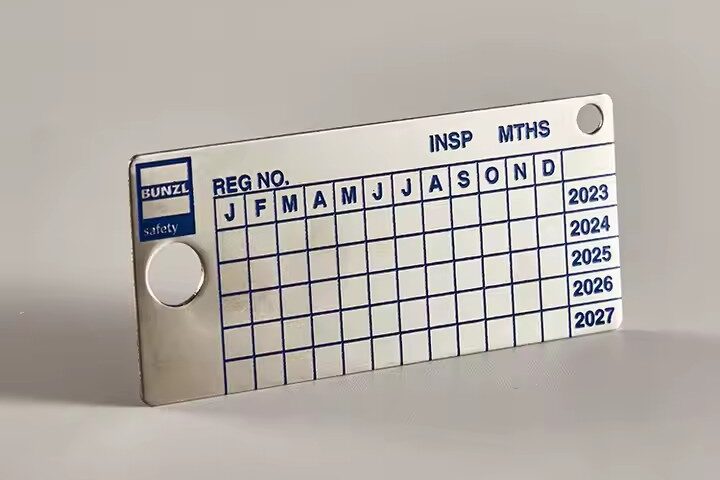 INSP MTHS
BUNZL
safety
REG NO.
J F M A M J J A S O N D
2023
2024
2025
2026
2027